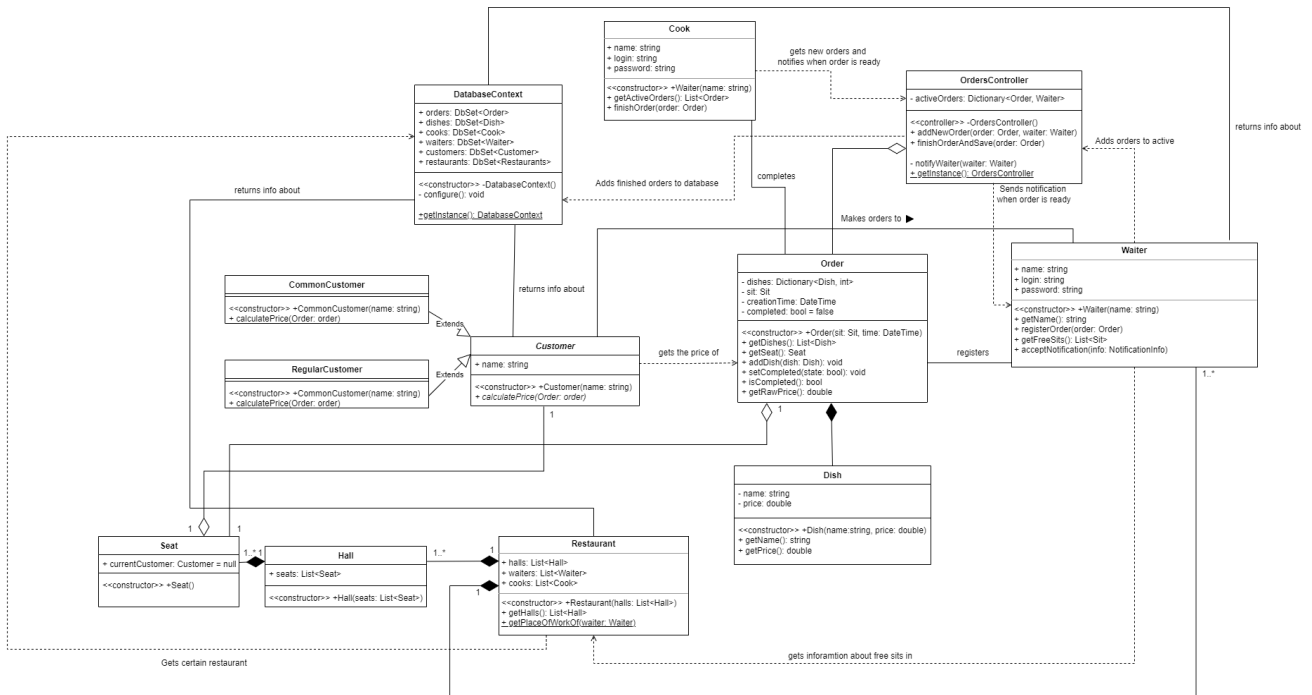 Cook
+ name: string
+ login: string
+ password: string
<<constructor>> +Waiter(name: string)
+ getActiveOrders(): List<Order>
+ finishOrder(order: Order)
gets new orders and
notifies when order is ready
OrdersController
- activeOrders: Dictionary<Order, Waiter>
<<controller>> -OrdersController()
+ addNewOrder(order: Order, waiter: Waiter)
+ finishOrderAndSave(order: Order)
- notifyWaiter(waiter: Waiter)
+ getInstance(): OrdersController
DatabaseContext
+ orders: DbSet<Order>
+ dishes: DbSet<Dish>
+ cooks: DbSet<Cook>
+ waiters: DbSet<Waiter>
+ customers: DbSet<Customer>
+ restaurants: DbSet<Restaurants>
<<constructor>> -DatabaseContext()
- configure(): void
+getInstance(): DatabaseContext
returns info about
Adds orders to active
returns info about
completes
Adds finished orders to database
Sends notification
when order is ready
Makes orders to ▶
Waiter
+ name: string
+ login: string
+ password: string
<<constructor>> +Waiter(name: string)
+ getName(): string
+ registerOrder(order: Order)
+ getFreeSits(): List<Sit>
+ acceptNotification(info: NotificationInfo)
1..*
Order
- dishes: Dictionary<Dish, int>
- sit: Sit
- creationTime: DateTime
- completed: bool = false
<<constructor>> +Order(sit: Sit, time: DateTime)
+ getDishes(): List<Dish>
+ getSeat(): Seat
+ addDish(dish: Dish): void
+ setCompleted(state: bool): void
+ isCompleted(): bool
+ getRawPrice(): double
1
registers
returns info about
CommonCustomer
<<constructor>> +CommonCustomer(name: string)
+ calculatePrice(Order: order)
Extends
Customer
+ name: string
<<constructor>> +Customer(name: string)
+ calculatePrice(Order: order)
1
gets the price of
RegularCustomer
<<constructor>> +CommonCustomer(name: string)
+ calculatePrice(Order: order)
Extends
Dish
- name: string
- price: double
<<constructor>> +Dish(name:string, price: double)
+ getName(): string
+ getPrice(): double
1
1
Seat
+ currentCustomer: Customer = null
<<constructor>> +Seat()
1..*
1
Hall
+ seats: List<Seat>
<<constructor>> +Hall(seats: List<Seat>)
1..*
1
1
Restaurant
+ halls: List<Hall>
+ waiters: List<Waiter>
+ cooks: List<Cook>
<<constructor>> +Restaurant(halls: List<Hall>)
+ getHalls(): List<Hall>
+ getPlaceOfWorkOf(waiter: Waiter)
Gets certain restaurant
gets inforamtion about free sits in